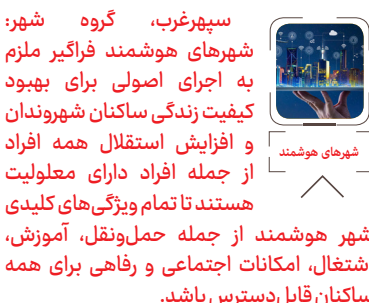 سپهرغرب، گروه شهر:
شهرهای هوشمند فراگیر ملزم
به اجرای اصولی برای بهبود
کیفیت زندگی ساکنان شهروندان
و افزایش استقلال همه افراد
از جمله افراد دارای معلولیت
هستند تا تمام ویژگی‌های کلیدی
شهر هوشمند از جمله حمل‌ونقل، آموزش،
اشتغال، امکانات اجتماعی و رفاهی برای همه
ساکنان قابل‌دسترس باشد.
شهرهای هوشمند